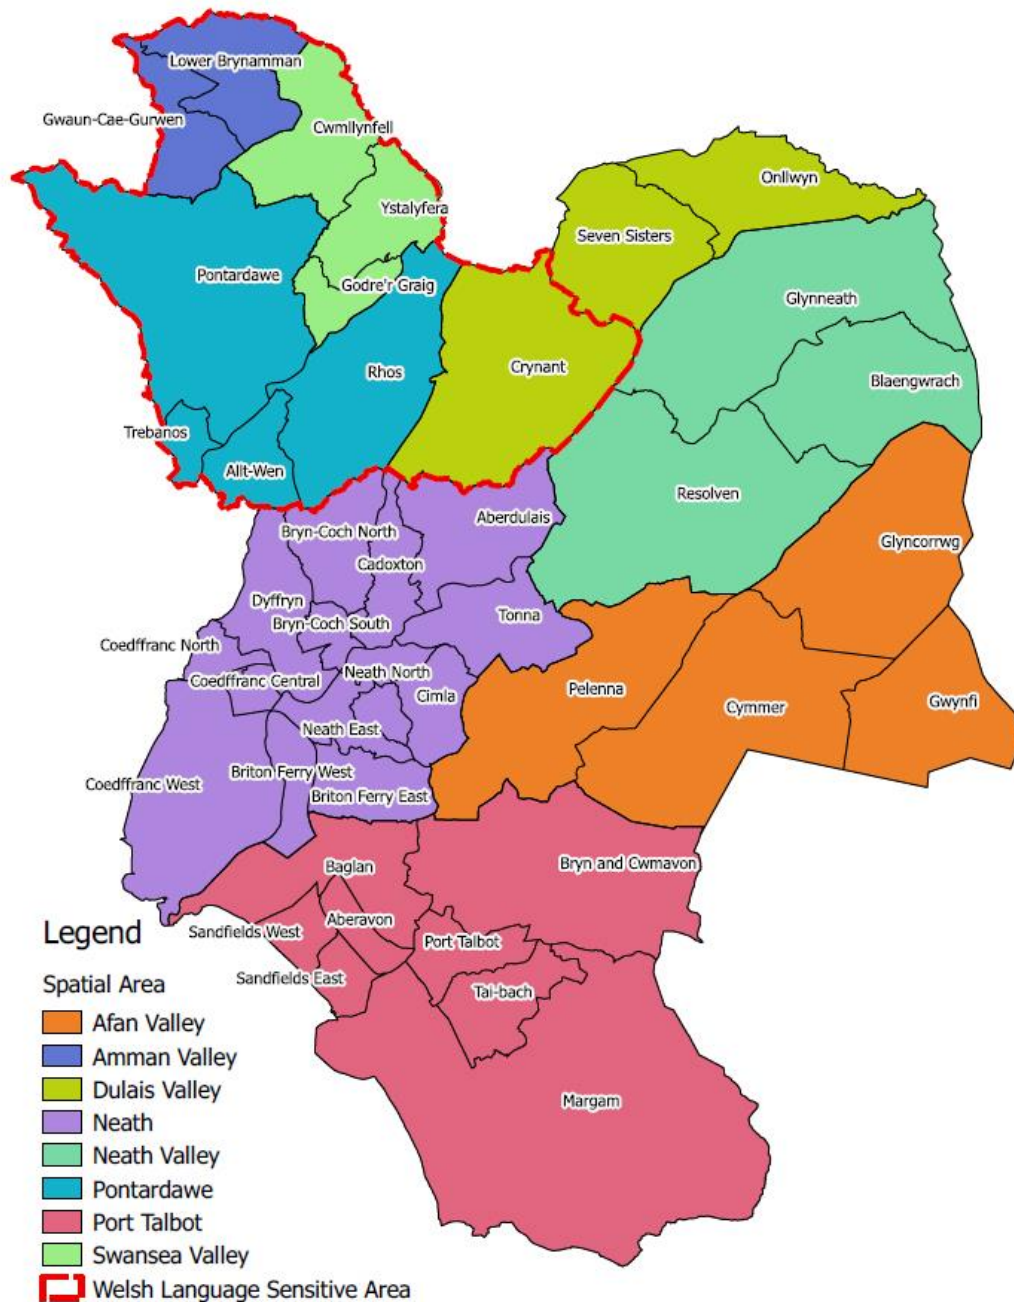 Lower Brynamman
Gwaun-Cae-Gurwen
Cwmllynfell
Onllwyn
Ystalyfera
Seven Sisters
Pontardawe
Godre'r Graig
Glynneath
Rhos
Crynant
Blaengwrach
Trebanos
Allt-Wen
Resolven
Aberdulais
Bryn-Coch North
Glyncorrwg
Cadoxton
Dyffryn
Tonna
Bryn-Coch South
Coedffranc North
Neath North
Coedffranc Central
Cimla
Pelenna
Gwynfi
Cymmer
Neath East
Briton Ferry West
Coedffranc West
Briton Ferry East
Baglan
Bryn and Cwmavon
Aberavon
Sandfields West
Port Talbot
Sandfields East
Tai-bach
Margam
Legend
Spatial Area
Afan Valley
Amman Valley
Dulais Valley
Neath
Neath Valley
Pontardawe
Port Talbot
Swansea Valley
Welsh Language Sensitive Area